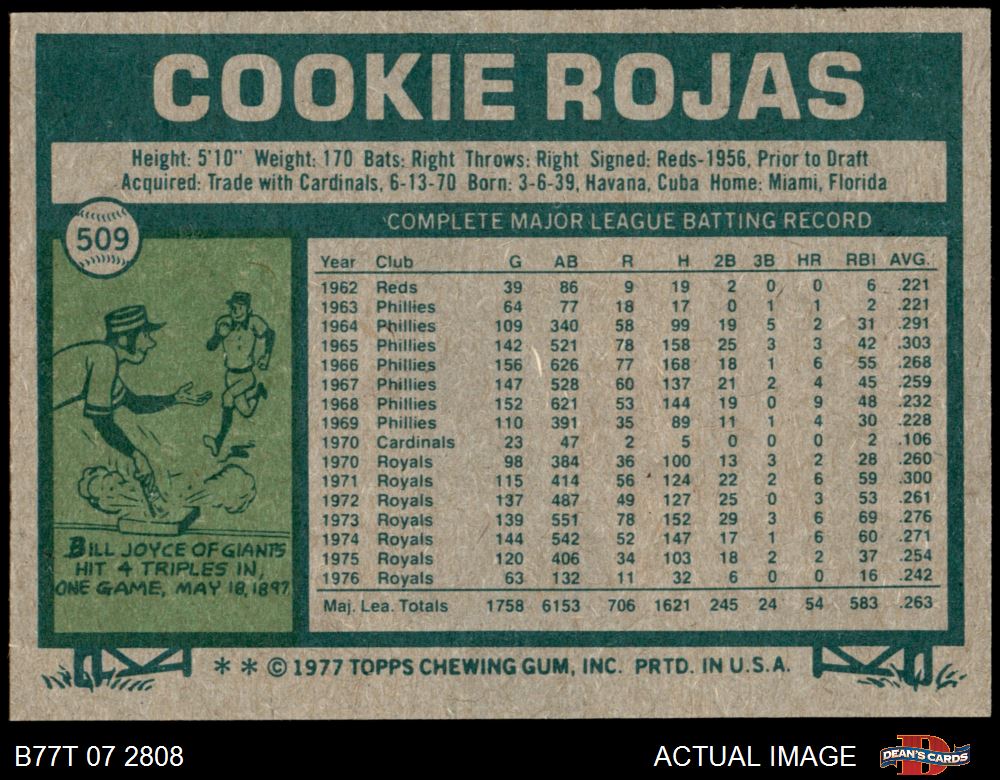 COOKIE ROJAS
Height: 5'10" Weight: 170 Bats: Right Throws: Right Signed: Reds-1956, Prior to Draft
Acquired: Trade with Cardinals, 6-13-70 Born: 3-6-39, Havana, Cuba Home: Miami, Florida
509
COMPLETE MAJOR LEAGUE BATTING RECORD
Year Club G AB R H 2B 3B HR RBI AVG.
1962 Reds 39 86 9 19 2 0 0 6 .221
1963 Phillies 64 77 18 17 0 1 1 2 .221
1964 Phillies 109 340 58 99 19 5 2 31 .291
1965 Phillies 142 521 78 158 25 3 3 42 .303
1966 Phillies 156 626 77 168 18 1 6 55 .268
1967 Phillies 147 528 60 137 21 2 4 45 .259
1968 Phillies 152 621 53 144 19 0 9 48 .232
1969 Phillies 110 391 35 89 11 1 4 30 .228
1970 Cardinals 23 47 2 5 0 0 0 2 .106
1970 Royals 98 384 36 100 13 3 2 28 .260
1971 Royals 115 414 56 124 22 2 6 59 .300
1972 Royals 137 487 49 127 25 0 3 53 .261
1973 Royals 139 551 78 152 29 3 6 69 .276
1974 Royals 144 542 52 147 17 1 6 60 .271
1975 Royals 120 406 34 103 18 2 2 37 .254
1976 Royals 63 132 11 32 6 0 0 16 .242
Maj. Lea. Totals 1758 6153 706 1621 245 24 54 583 .263
BILL JOYCE OF GIANTS
HIT 4 TRIPLES IN
ONE GAME, MAY 18, 1897
* * © 1977 TOPPS CHEWING GUM, INC. PRTD. IN U.S.A.
B77T 07 2808
ACTUAL IMAGE
D
DEAN'S CARDS